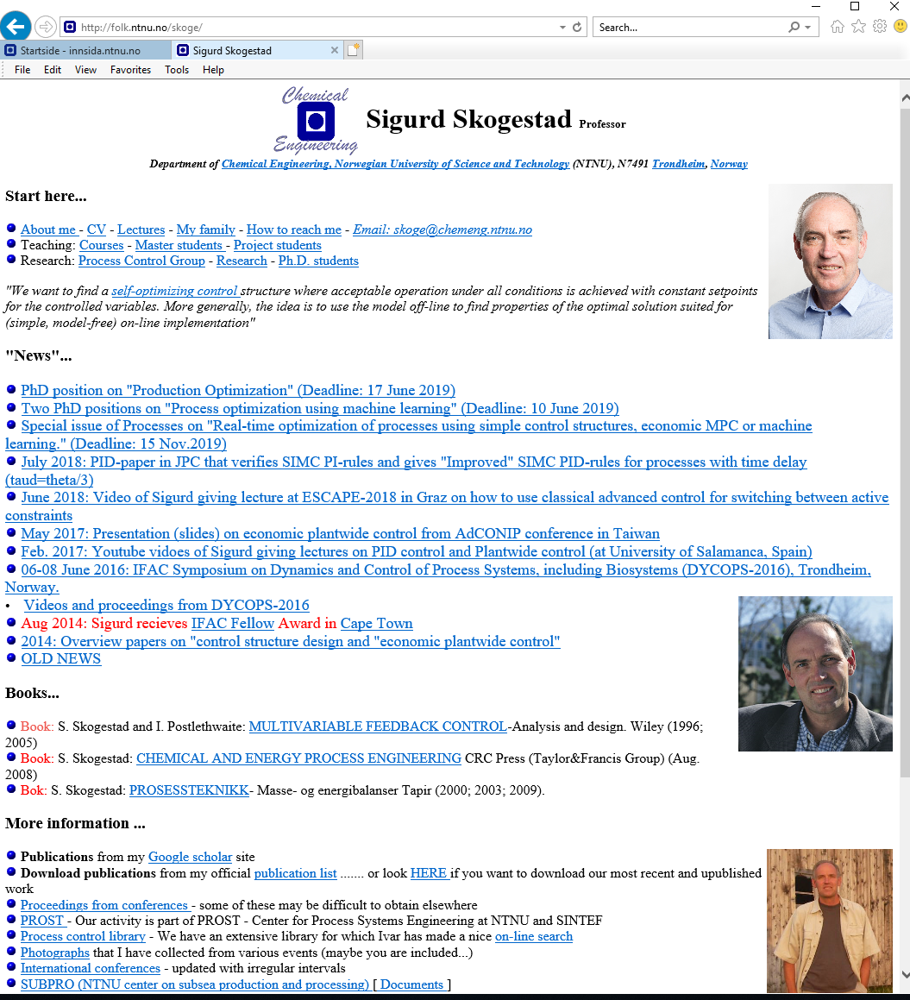 http://folk.ntnu.no/skoge/
Search...
Startside - innsida.ntnu.no
Sigurd Skogestad
File Edit View Favorites Tools Help
Chemical
Engineering
Sigurd Skogestad Professor
Department of Chemical Engineering, Norwegian University of Science and Technology (NTNU), N7491 Trondheim, Norway
Start here...
About me - CV - Lectures - My family - How to reach me - Email: skoge@chemeng.ntnu.no
Teaching: Courses - Master students - Project students
Research: Process Control Group - Research - Ph.D. students
"We want to find a self-optimizing control structure where acceptable operation under all conditions is achieved with constant setpoints
for the controlled variables. More generally, the idea is to use the model off-line to find properties of the optimal solution suited for
(simple, model-free) on-line implementation"
"News"...
PhD position on "Production Optimization" (Deadline: 17 June 2019)
Two PhD positions on "Process optimization using machine learning" (Deadline: 10 June 2019)
Special issue of Processes on "Real-time optimization of processes using simple control structures, economic MPC or machine
learning." (Deadline: 15 Nov.2019)
July 2018: PID-paper in JPC that verifies SIMC PI-rules and gives "Improved" SIMC PID-rules for processes with time delay
(taud=theta/3)
June 2018: Video of Sigurd giving lecture at ESCAPE-2018 in Graz on how to use classical advanced control for switching between active
constraints
May 2017: Presentation (slides) on economic plantwide control from AdCONIP conference in Taiwan
Feb. 2017: Youtube vidoes of Sigurd giving lectures on PID control and Plantwide control (at University of Salamanca, Spain)
06-08 June 2016: IFAC Symposium on Dynamics and Control of Process Systems, including Biosystems (DYCOPS-2016), Trondheim,
Norway.
• Videos and proceedings from DYCOPS-2016
Aug 2014: Sigurd recieves IFAC Fellow Award in Cape Town
2014: Overview papers on "control structure design and "economic plantwide control"
OLD NEWS
Books...
Book: S. Skogestad and I. Postlethwaite: MULTIVARIABLE FEEDBACK CONTROL-Analysis and design. Wiley (1996;
2005)
Book: S. Skogestad: CHEMICAL AND ENERGY PROCESS ENGINEERING CRC Press (Taylor&Francis Group) (Aug.
2008)
Bok: S. Skogestad: PROSESSTEKNIKK- Masse- og energibalanser Tapir (2000; 2003; 2009).
More information ...
Publications from my Google scholar site
Download publications from my official publication list ....... or look HERE if you want to download our most recent and upublished
work
Proceedings from conferences - some of these may be difficult to obtain elsewhere
PROST - Our activity is part of PROST - Center for Process Systems Engineering at NTNU and SINTEF
Process control library - We have an extensive library for which Ivar has made a nice on-line search
Photographs that I have collected from various events (maybe you are included...)
International conferences - updated with irregular intervals
SUBPRO (NTNU center on subsea production and processing) [ Documents ]